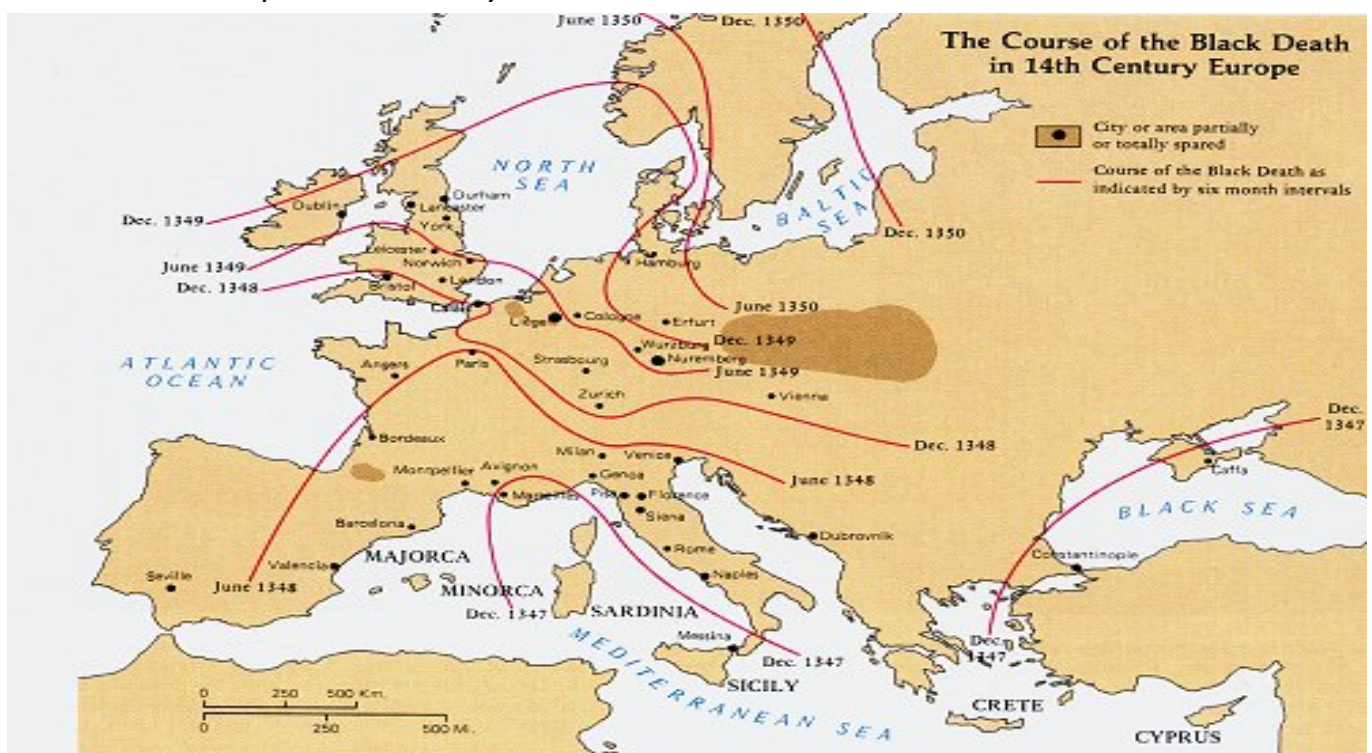 June 1350
Dec. 1350
The Course of the Black Death
in 14th Century Europe
City or area partially
or totally spared
Course of the Black Death as
indicated by six month intervals
NORTH
SEA
BALTIC
SEA
Durham
Lancaster
York
Dublin
Dec. 1349
Leicester
Norwich
June 1349
Dec. 1348
Bristol
London
Calais
Hamburg
Dec. 1350
June 1350
Liege
Cologne
Erfurt
Dec. 1349
Wurzburg
Nuremberg
June 1349
ATLANTIC
OCEAN
Angers
Paris
Strasbourg
Zurich
Vienna
Dec. 1348
Bordeaux
Milan
Venice
June 1348
Montpellier
Avignon
Genoa
Marseilles
Pisa
Florence
Siena
Barcelona
Rome
Dubrovnik
Dec.
1347
Caffa
BLACK SEA
Constantinople
Valencia
MAJORCA
Seville
June 1348
MINORCA
Dec. 1347
SARDINIA
Naples
Messina
Dec. 1347
SICILY
MEDITERRANEAN SEA
Dec.
1347
CRETE
CYPRUS
0 250 500 Km.
0 250 500 Mi.